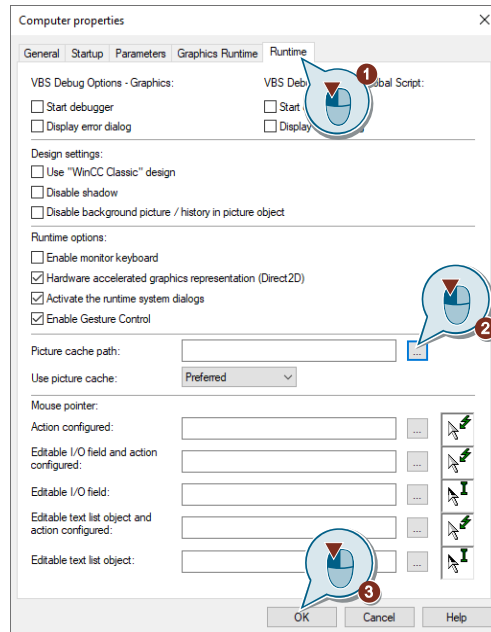 Computer properties
General Startup Parameters Graphics Runtime Runtime
1
VBS Debug Options - Graphics: VBS Script:
Start debugger Start
Display error dialog Display
Design settings:
Use "WinCC Classic" design
Disable shadow
Disable background picture / history in picture object
Runtime options:
Enable monitor keyboard
Hardware accelerated graphics representation (Direct2D)
Activate the runtime system dialogs
Enable Gesture Control
2
Picture cache path: ...
Use picture cache: Preferred
Mouse pointer:
Action configured: ...
Editable I/O field and action
configured: ...
Editable I/O field: ...
Editable text list object and
action configured: ...
Editable text list object: ...
3
OK Cancel Help